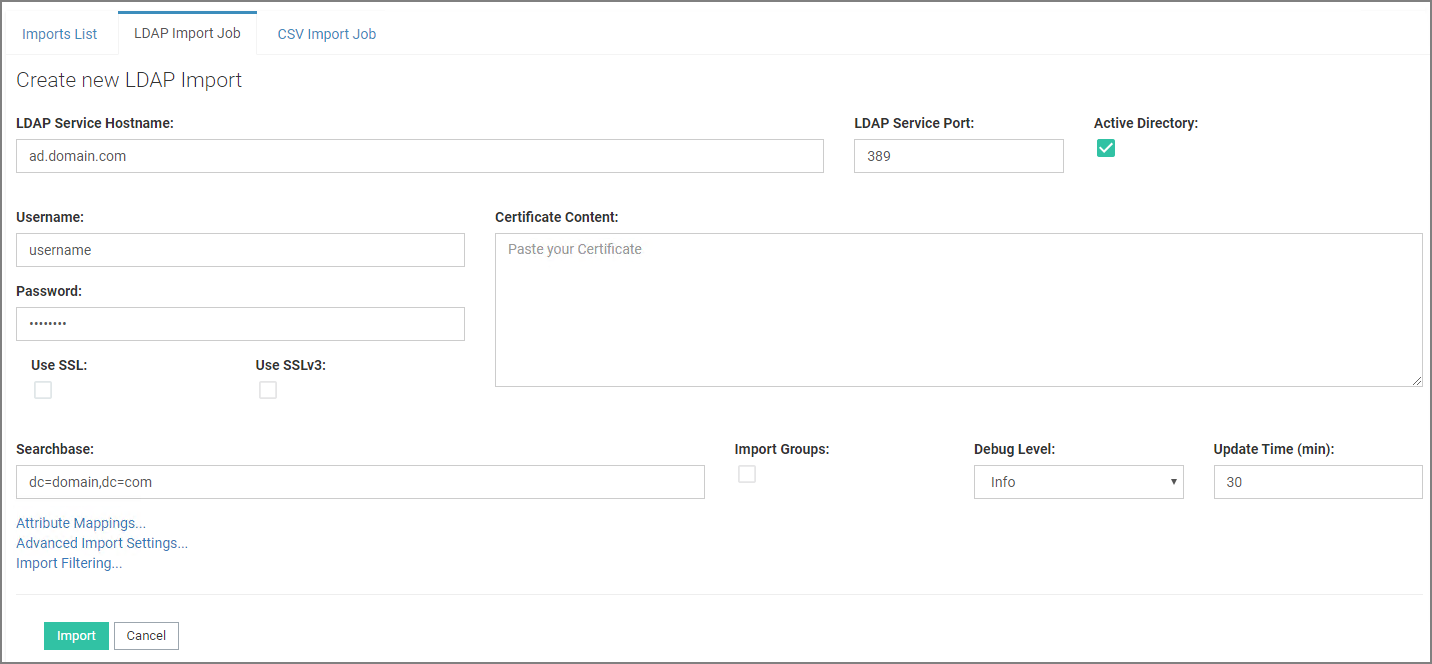 Imports List LDAP Import Job CSV Import Job
Create new LDAP Import
LDAP Service Hostname: LDAP Service Port: Active Directory:
ad.domain.com 389
Username: Certificate Content:
username Paste your Certificate
Password:
••••••••
Use SSL: Use SSLv3:
Searchbase: Import Groups: Debug Level: Update Time (min):
dc=domain,dc=com Info 30
Attribute Mappings...
Advanced Import Settings...
Import Filtering...
Import Cancel